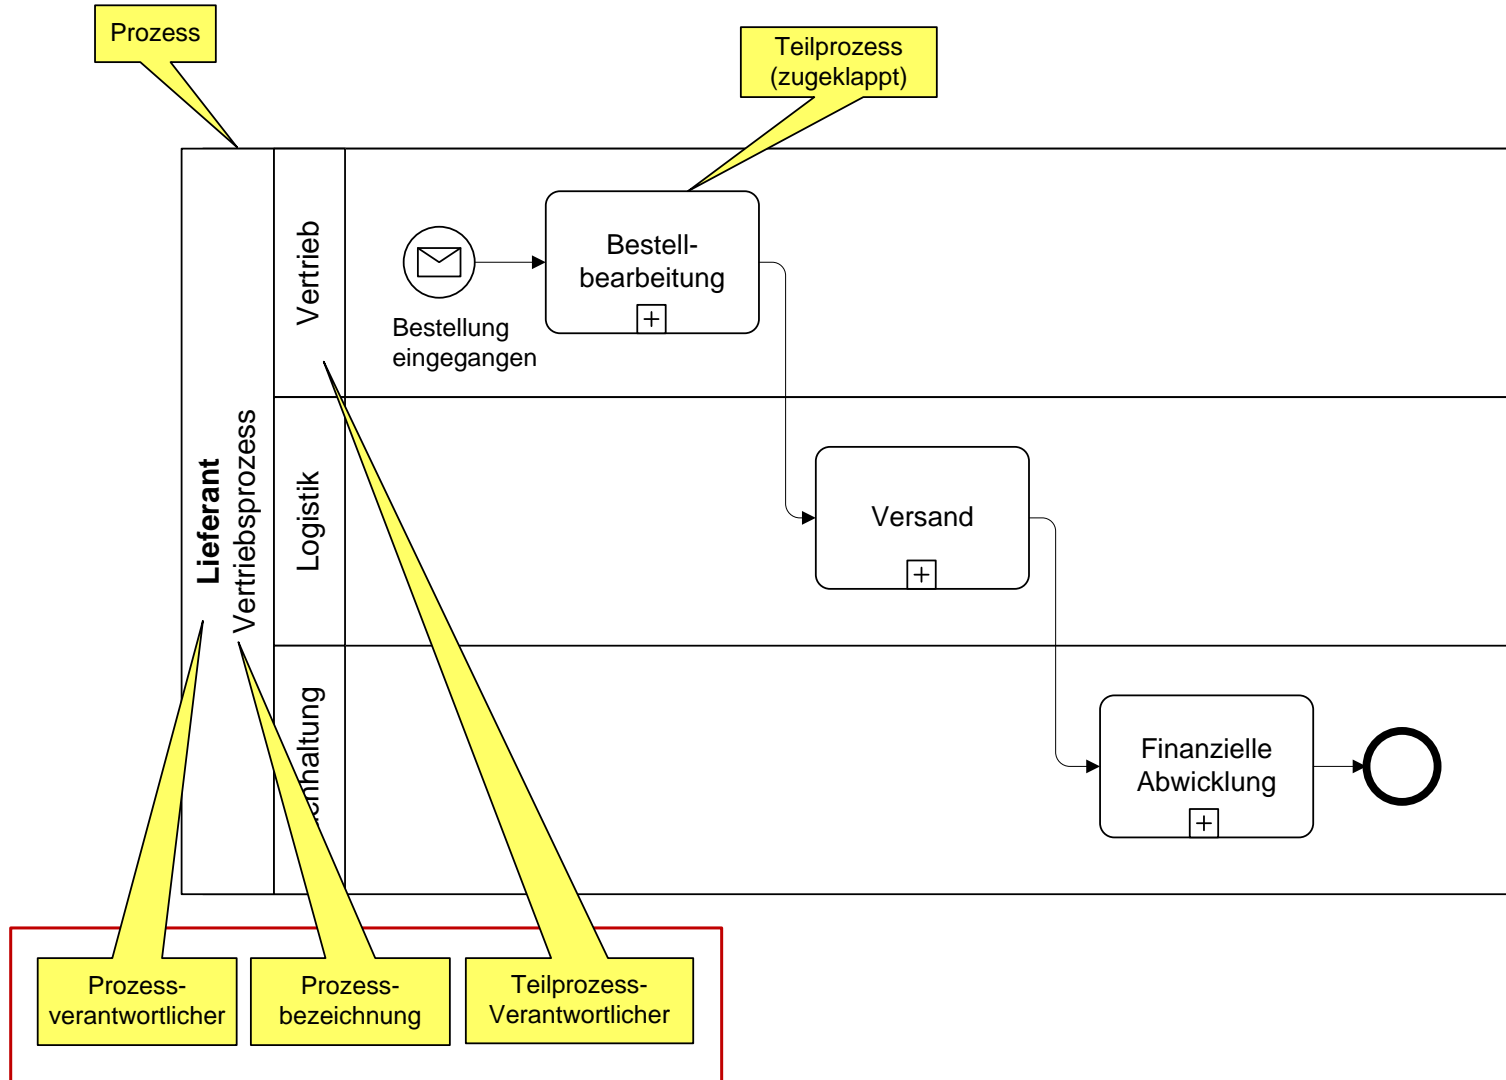 Prozess
Teilprozess
(zugeklappt)
Lieferant
Vertriebsprozess
Vertrieb
Bestellung
eingegangen
Bestell-
bearbeitung
Logistik
Versand
Finanzielle
Abwicklung
Prozess-
verantwortlicher
Prozess-
bezeichnung
Teilprozess-
Verantwortlicher